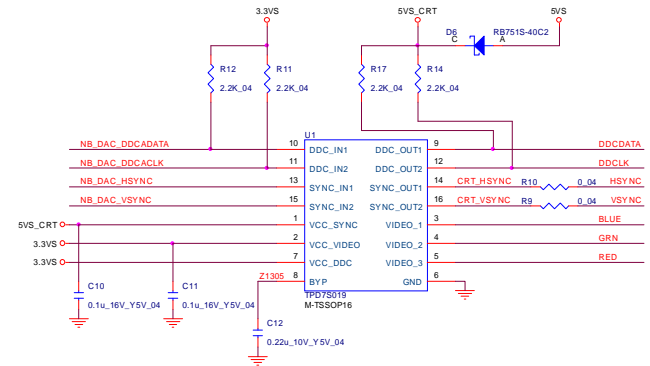 3.3VS
5VS_CRT
5VS
D6
RB751S-40C2
C
A
R12
R11
R17
R14
2.2K_04
2.2K_04
2.2K_04
2.2K_04
U1
NB_DAC_DDCADATA
10
DDC_IN1
DDC_OUT1
9
DDCDATA
NB_DAC_DDCACLK
11
DDC_IN2
DDC_OUT2
12
DDCLK
NB_DAC_HSYNC
13
SYNC_IN1
SYNC_OUT1
14
CRT_HSYNC
R10
0_04
HSYNC
NB_DAC_VSYNC
15
SYNC_IN2
SYNC_OUT2
16
CRT_VSYNC
R9
0_04
VSYNC
5VS_CRT
1
VCC_SYNC
VIDEO_1
3
BLUE
3.3VS
2
VCC_VIDEO
VIDEO_2
4
GRN
3.3VS
7
VCC_DDC
VIDEO_3
5
RED
Z1305
8
BYP
GND
6
C10
C11
TPD7S019
0.1u_16V_Y5V_04
0.1u_16V_Y5V_04
M-TSSOP16
C12
0.22u_10V_Y5V_04